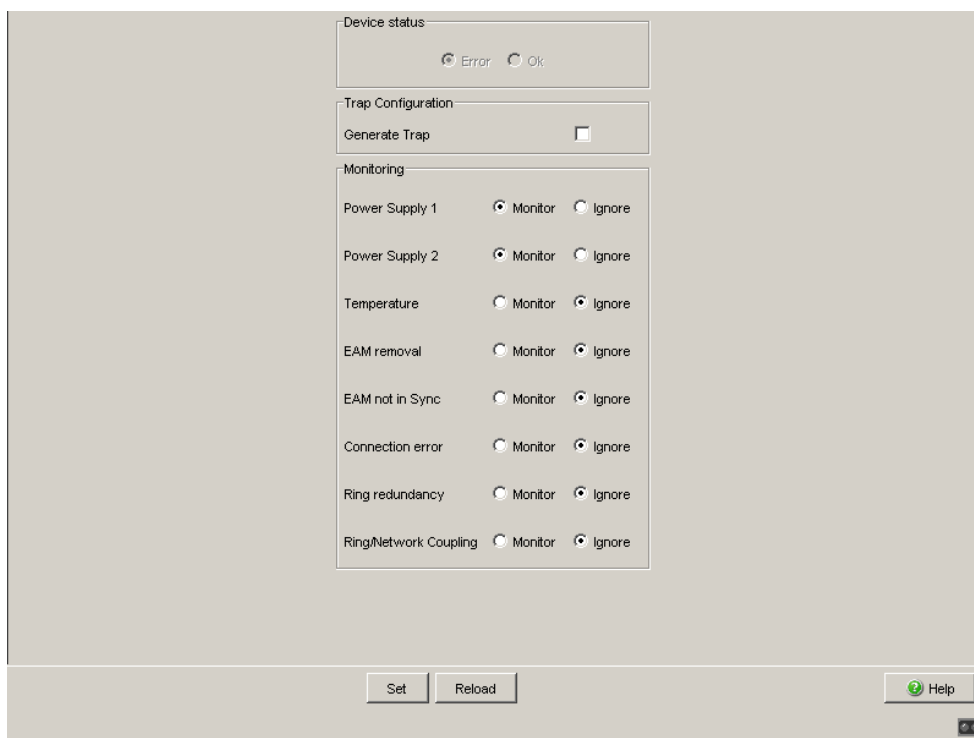 Device status
Error Ok
Trap Configuration
Generate Trap
Monitoring
Power Supply 1 Monitor Ignore
Power Supply 2 Monitor Ignore
Temperature Monitor Ignore
EAM removal Monitor Ignore
EAM not in Sync Monitor Ignore
Connection error Monitor Ignore
Ring redundancy Monitor Ignore
Ring/Network Coupling Monitor Ignore
Set Reload Help